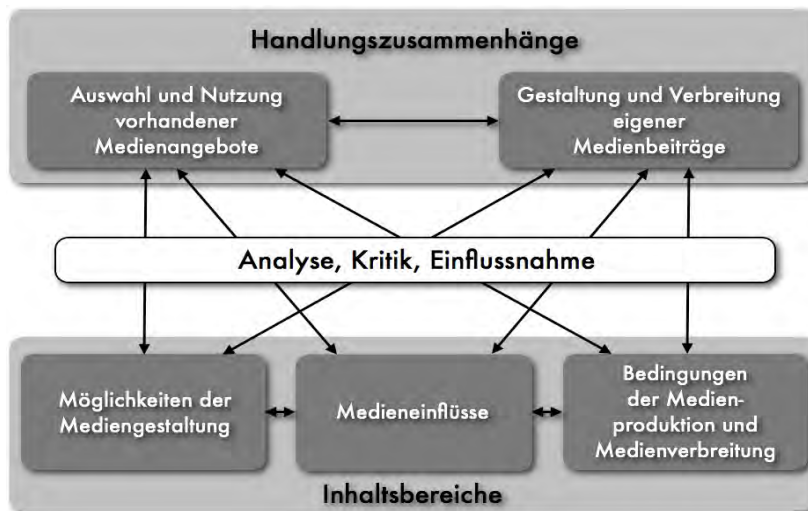 Handlungszusammenhänge
Auswahl und Nutzung
vorhandener
Medienangebote
Gestaltung und Verbreitung
eigener
Medienbeiträge
Analyse, Kritik, Einflussnahme
Möglichkeiten der
Mediengestaltung
Medieneinflüsse
Bedingungen
der Medien-
produktion und
Medienverbreitung
Inhaltsbereiche